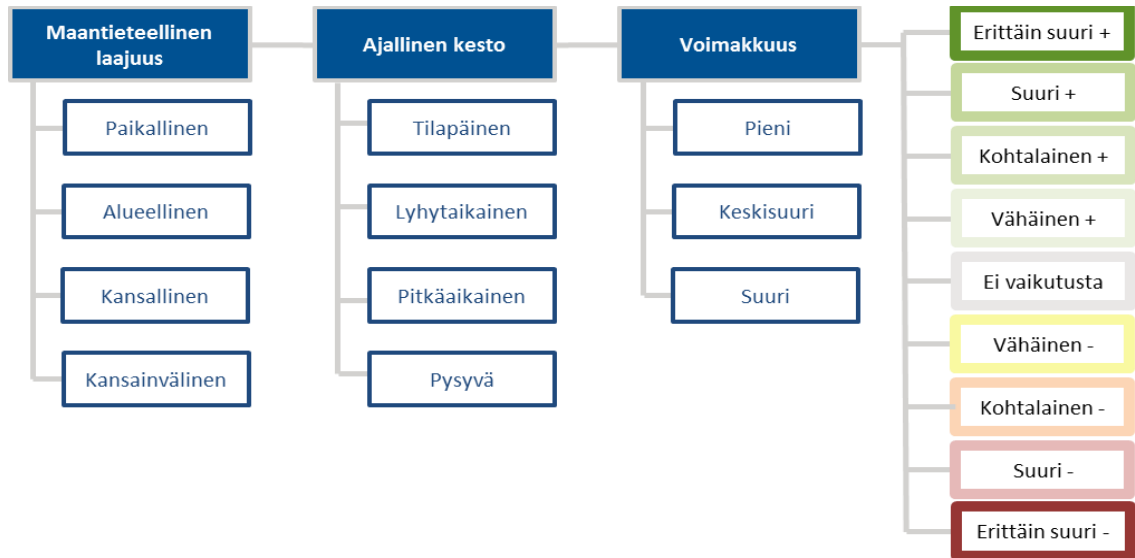 Maantieteellinen
laajuus
Paikallinen
Alueellinen
Kansallinen
Kansainvälinen
Ajallinen kesto
Tilapäinen
Lyhytaikainen
Pitkäaikainen
Pysyvä
Voimakkuus
Pieni
Keskisuuri
Suuri
Erittäin suuri +
Suuri +
Kohtalainen +
Vähäinen +
Ei vaikutusta
Vähäinen -
Kohtalainen -
Suuri -
Erittäin suuri -